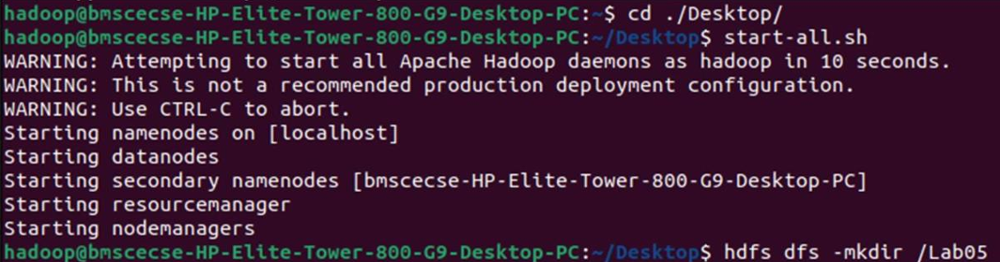 hadoop@bmscecse-HP-Elite-Tower-800-G9-Desktop-PC:~$ cd ./Desktop/
hadoop@bmscecse-HP-Elite-Tower-800-G9-Desktop-PC:~/Desktop$ start-all.sh
WARNING: Attempting to start all Apache Hadoop daemons as hadoop in 10 seconds.
WARNING: This is not a recommended production deployment configuration.
WARNING: Use CTRL-C to abort.
Starting namenodes on [localhost]
Starting datanodes
Starting secondary namenodes [bmscecse-HP-Elite-Tower-800-G9-Desktop-PC]
Starting resourcemanager
Starting nodemanagers
hadoop@bmscecse-HP-Elite-Tower-800-G9-Desktop-PC:~/Desktop$ hdfs dfs -mkdir /Lab05